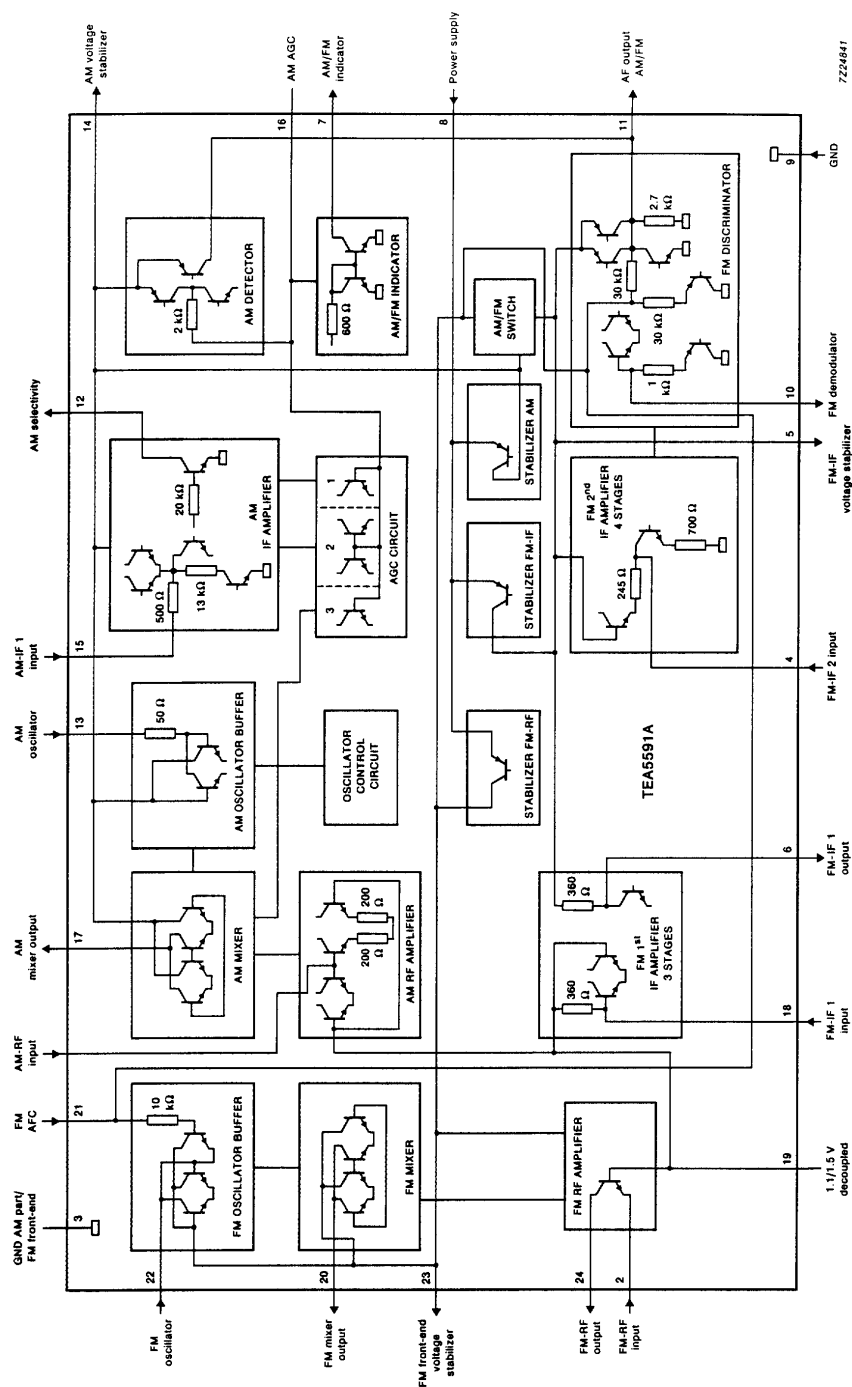 GND AM part/
FM front-end
3
FM
AFC
21
AM-RF
input
AM
mixer output
17
AM
oscillator
13
AM-IF 1
input
15
AM selectivity
12
AM voltage
stabilizer
14
AM AGC
16
AM/FM
indicator
7
Power supply
8
AF output
AM/FM
11
GND
9
FM demodulator
10
FM-IF
voltage stabilizer
5
FM-IF 2 input
4
FM-IF 1
output
6
FM-IF 1
input
18
1.1/1.5 V
decoupled
19
FM-RF
input
2
FM-RF
output
24
FM front-end
voltage
stabilizer
23
FM mixer
output
20
FM
oscillator
22
10
kΩ
FM OSCILLATOR BUFFER
FM MIXER
FM RF AMPLIFIER
AM MIXER
200
Ω
200
Ω
AM RF AMPLIFIER
50 Ω
AM OSCILLATOR BUFFER
OSCILLATOR
CONTROL
CIRCUIT
500 Ω
13 kΩ
20 kΩ
AM
IF AMPLIFIER
3
2
1
AGC CIRCUIT
2 kΩ
AM DETECTOR
600 Ω
AM/FM INDICATOR
STABILIZER FM-RF
STABILIZER FM-IF
STABILIZER AM
AM/FM
SWITCH
360
Ω
FM 1st
IF AMPLIFIER
3 STAGES
360
Ω
TEA5591A
FM 2nd
IF AMPLIFIER
4 STAGES
245 Ω
700 Ω
1
kΩ
30
kΩ
30 kΩ
2.7
kΩ
FM DISCRIMINATOR
7Z24841